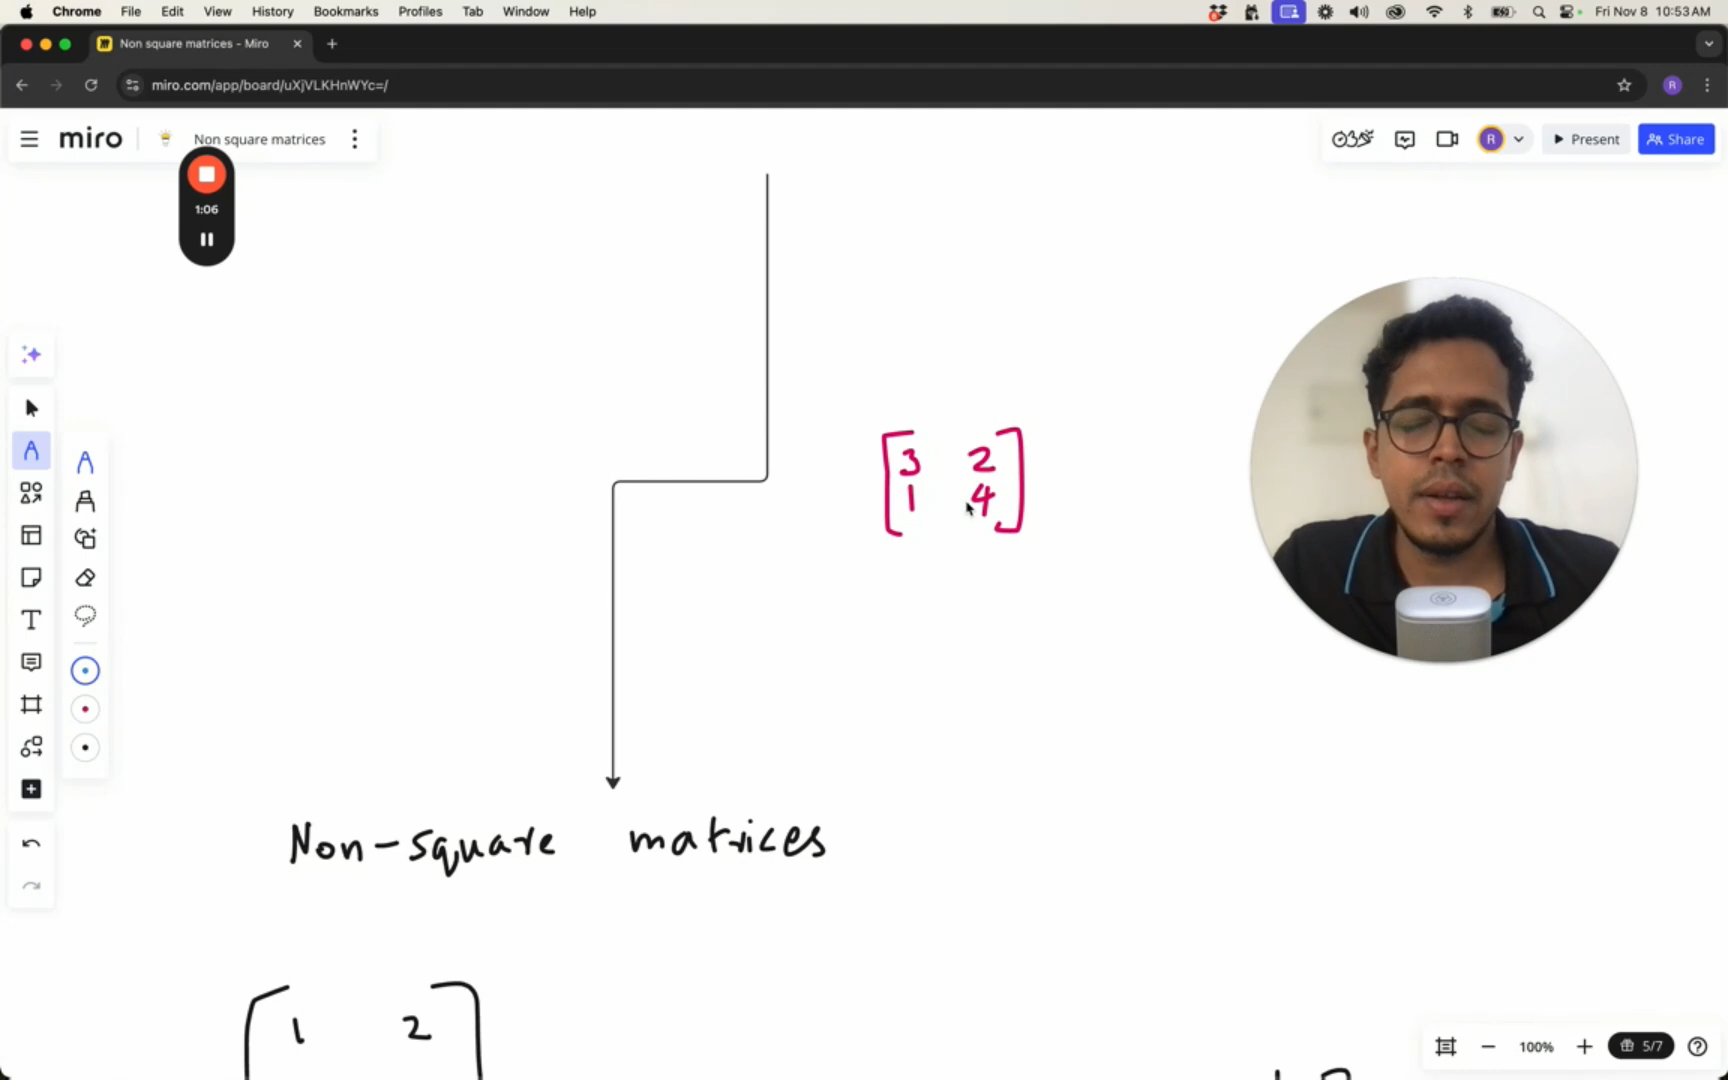 Chrome File Edit View History Bookmarks Profiles Tab Window Help Fri Nov 8 10:53 AM
Non square matrices - Miro
miro.com/app/board/uXjVLKHnWYc=/ R
miro Non square matrices R Present Share
1:06
3 2
1 4
Non-square matrices
1 2
100% 5/7